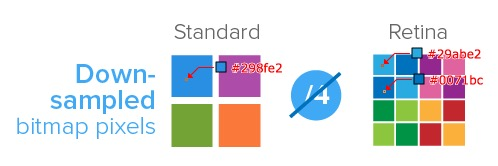 Standard
Retina
Down-
sampled
bitmap pixels
#298fe2
/4
#29abe2
#0071bc